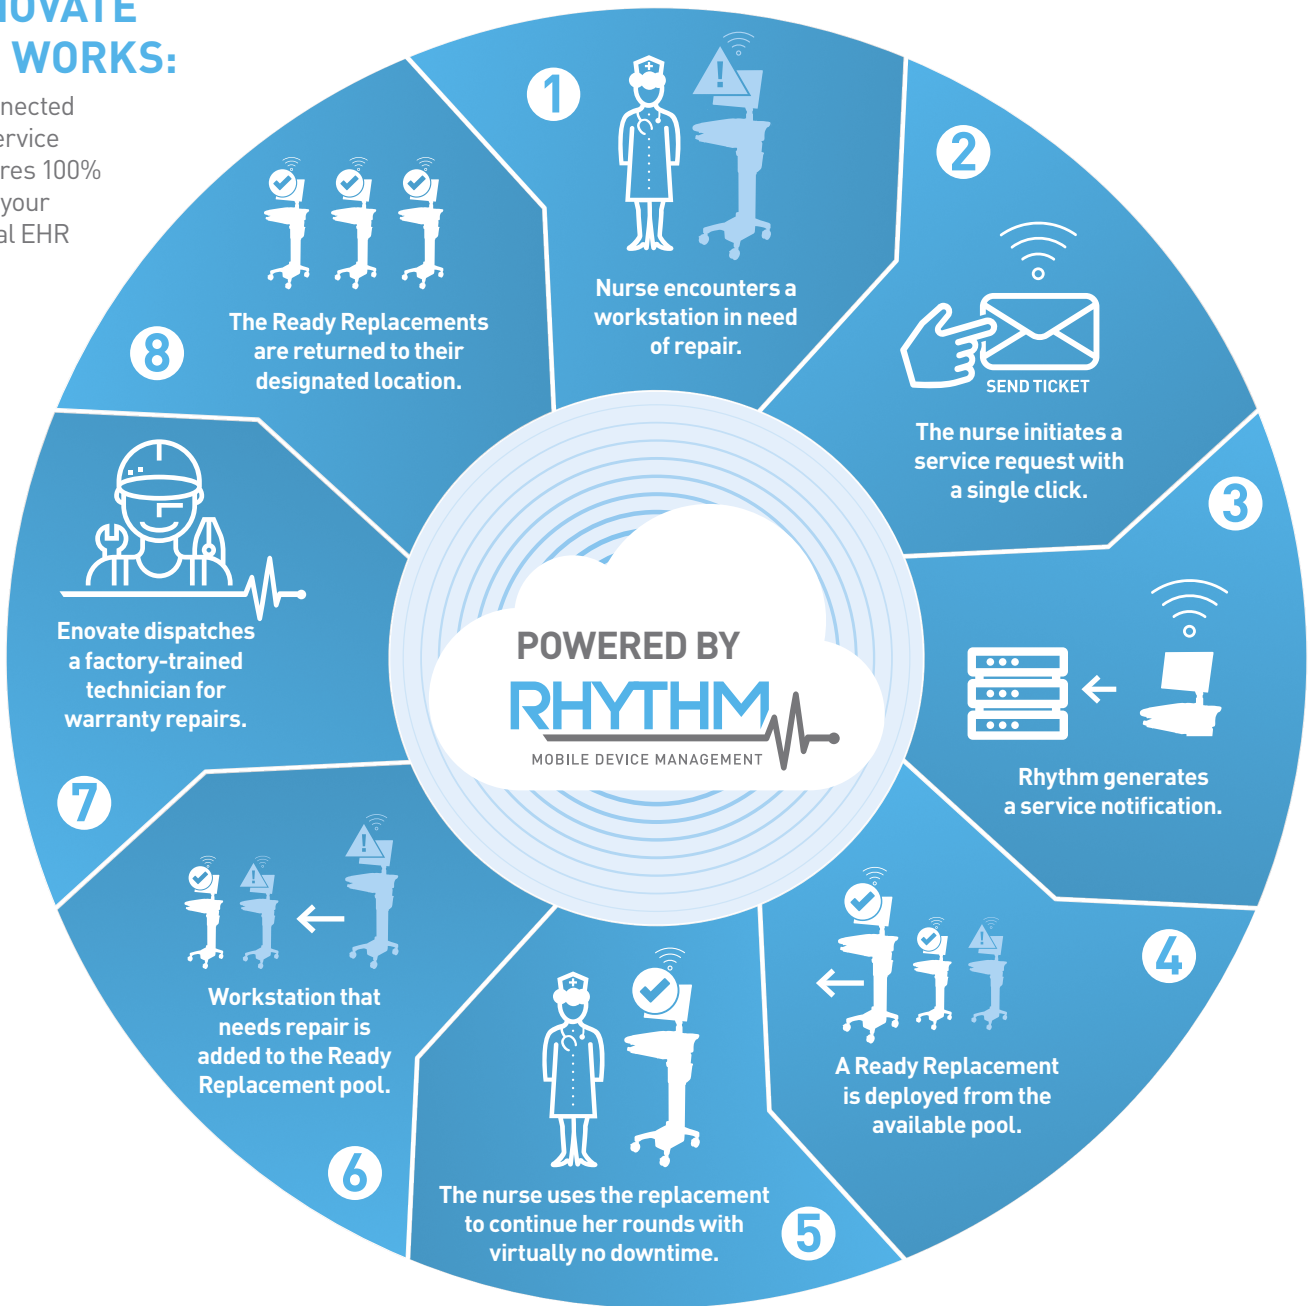 WORKS:
1
Nurse encounters a
workstation in need
of repair.
2
SEND TICKET
The nurse initiates a
service request with
a single click.
3
Rhythm generates
a service notification.
4
A Ready Replacement
is deployed from the
available pool.
5
The nurse uses the replacement
to continue her rounds with
virtually no downtime.
6
Workstation that
needs repair is
added to the Ready
Replacement pool.
7
Enovate dispatches
a factory-trained
technician for
warranty repairs.
8
The Ready Replacements
are returned to their
designated location.
POWERED BY
RHYTHM
MOBILE DEVICE MANAGEMENT
100%
your
EHR